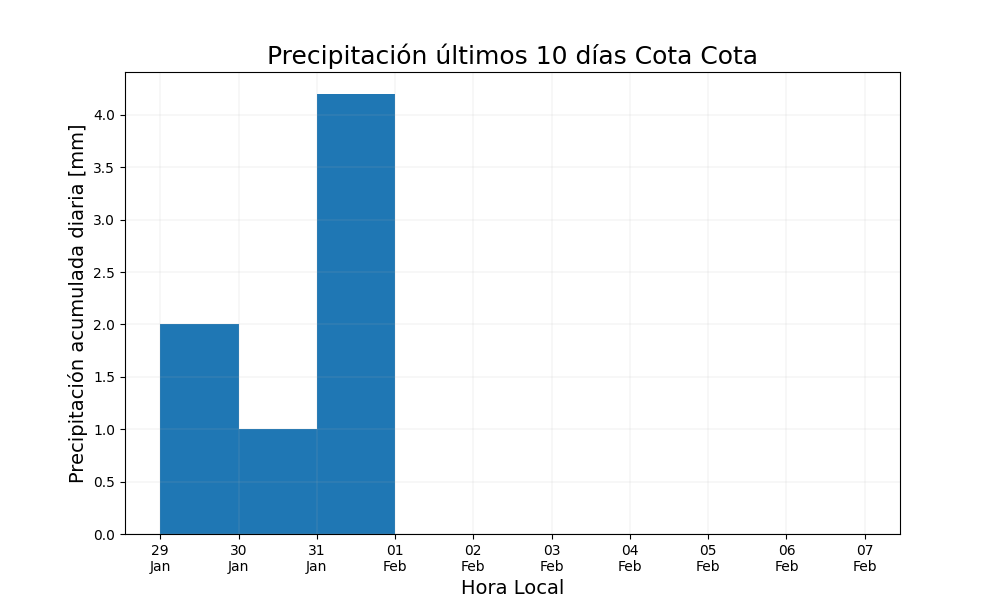 Precipitación últimos 10 días Cota Cota
Precipitación acumulada diaria [mm]
4.0
3.5
3.0
2.5
2.0
1.5
1.0
0.5
0.0
29 30 31 01 02 03 04 05 06 07
Jan Jan Jan Feb Feb Feb Feb Feb Feb Feb
Hora Local